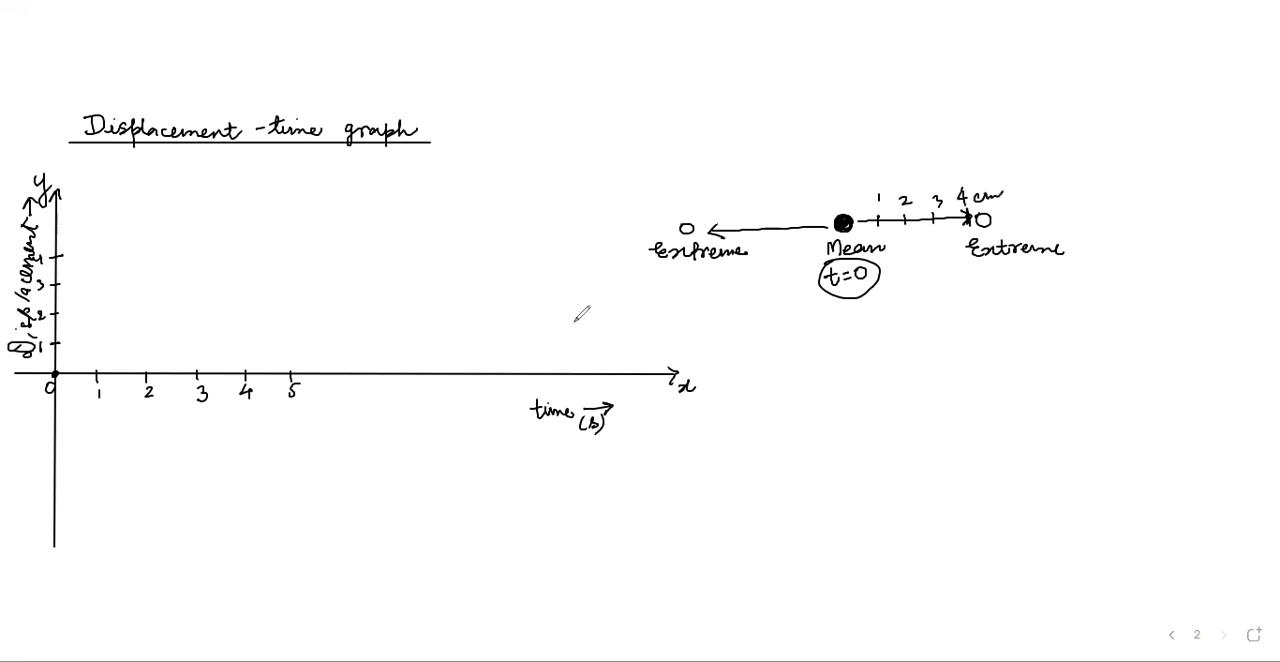 Displacement -time graph
y
Displacement →
4
3
2
1
0 1 2 3 4 5
x
time →
(s)
1 2 3 4 cm
Extreme Mean Extreme
t=0
2